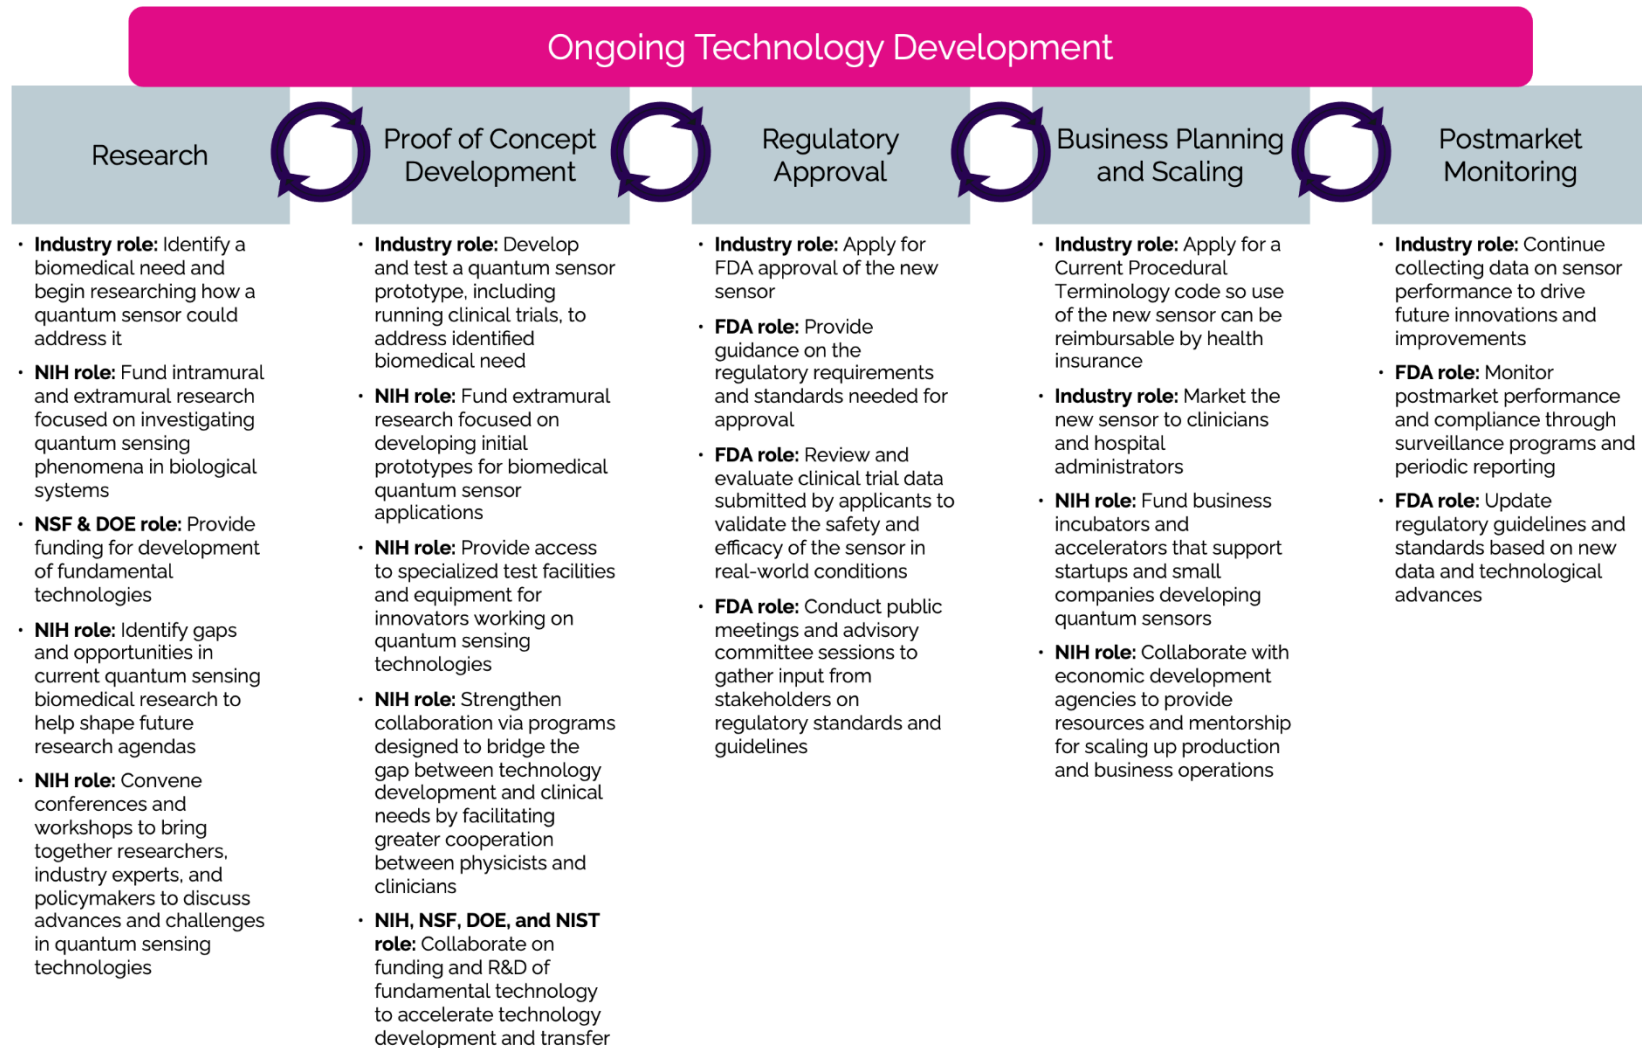 Ongoing Technology Development
Research
• Industry role: Identify a
biomedical need and
begin researching how a
quantum sensor could
address it
• NIH role: Fund intramural
and extramural research
focused on investigating
quantum sensing
phenomena in biological
systems
• NSF & DOE role: Provide
funding for development
of fundamental
technologies
• NIH role: Identify gaps
and opportunities in
current quantum sensing
biomedical research to
help shape future
research agendas
• NIH role: Convene
conferences and
workshops to bring
together researchers,
industry experts, and
policymakers to discuss
advances and challenges
in quantum sensing
technologies
Proof of Concept
Development
• Industry role: Develop
and test a quantum sensor
prototype, including
running clinical trials, to
address identified
biomedical need
• NIH role: Fund extramural
research focused on
developing initial
prototypes for biomedical
quantum sensor
applications
• NIH role: Provide access
to specialized test facilities
and equipment for
innovators working on
quantum sensing
technologies
• NIH role: Strengthen
collaboration via programs
designed to bridge the
gap between technology
development and clinical
needs by facilitating
greater cooperation
between physicists and
clinicians
• NIH, NSF, DOE, and NIST
role: Collaborate on
funding and R&D of
fundamental technology
to accelerate technology
development and transfer
Regulatory
Approval
• Industry role: Apply for
FDA approval of the new
sensor
• FDA role: Provide
guidance on the
regulatory requirements
and standards needed for
approval
• FDA role: Review and
evaluate clinical trial data
submitted by applicants to
validate the safety and
efficacy of the sensor in
real-world conditions
• FDA role: Conduct public
meetings and advisory
committee sessions to
gather input from
stakeholders on
regulatory standards and
guidelines
Business Planning
and Scaling
• Industry role: Apply for a
Current Procedural
Terminology code so use
of the new sensor can be
reimbursable by health
insurance
• Industry role: Market the
new sensor to clinicians
and hospital
administrators
• NIH role: Fund business
incubators and
accelerators that support
startups and small
companies developing
quantum sensors
• NIH role: Collaborate with
economic development
agencies to provide
resources and mentorship
for scaling up production
and business operations
Postmarket
Monitoring
• Industry role: Continue
collecting data on sensor
performance to drive
future innovations and
improvements
• FDA role: Monitor
postmarket performance
and compliance through
surveillance programs and
periodic reporting
• FDA role: Update
regulatory guidelines and
standards based on new
data and technological
advances